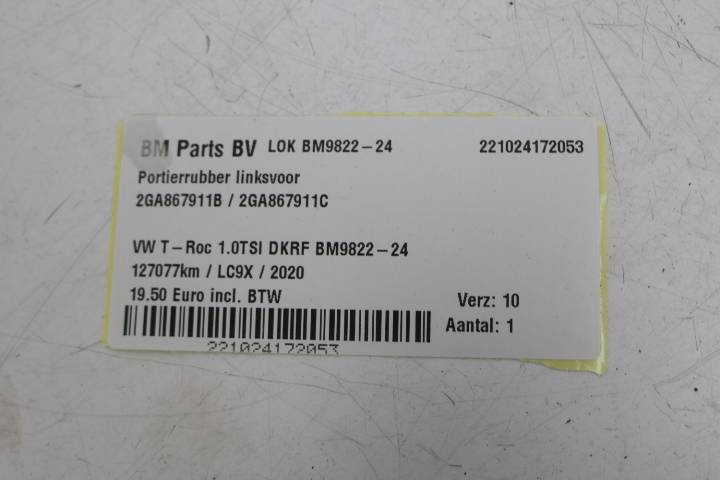 BM Parts BV LOK BM9822-24 221024172053
Portierrubber linksvoor
2GA867911B / 2GA867911C
VW T-Roc 1.0TSI DKRF BM9822-24
127077km / LC9X / 2020
19.50 Euro incl. BTW Verz: 10
Aantal: 1
221024172053